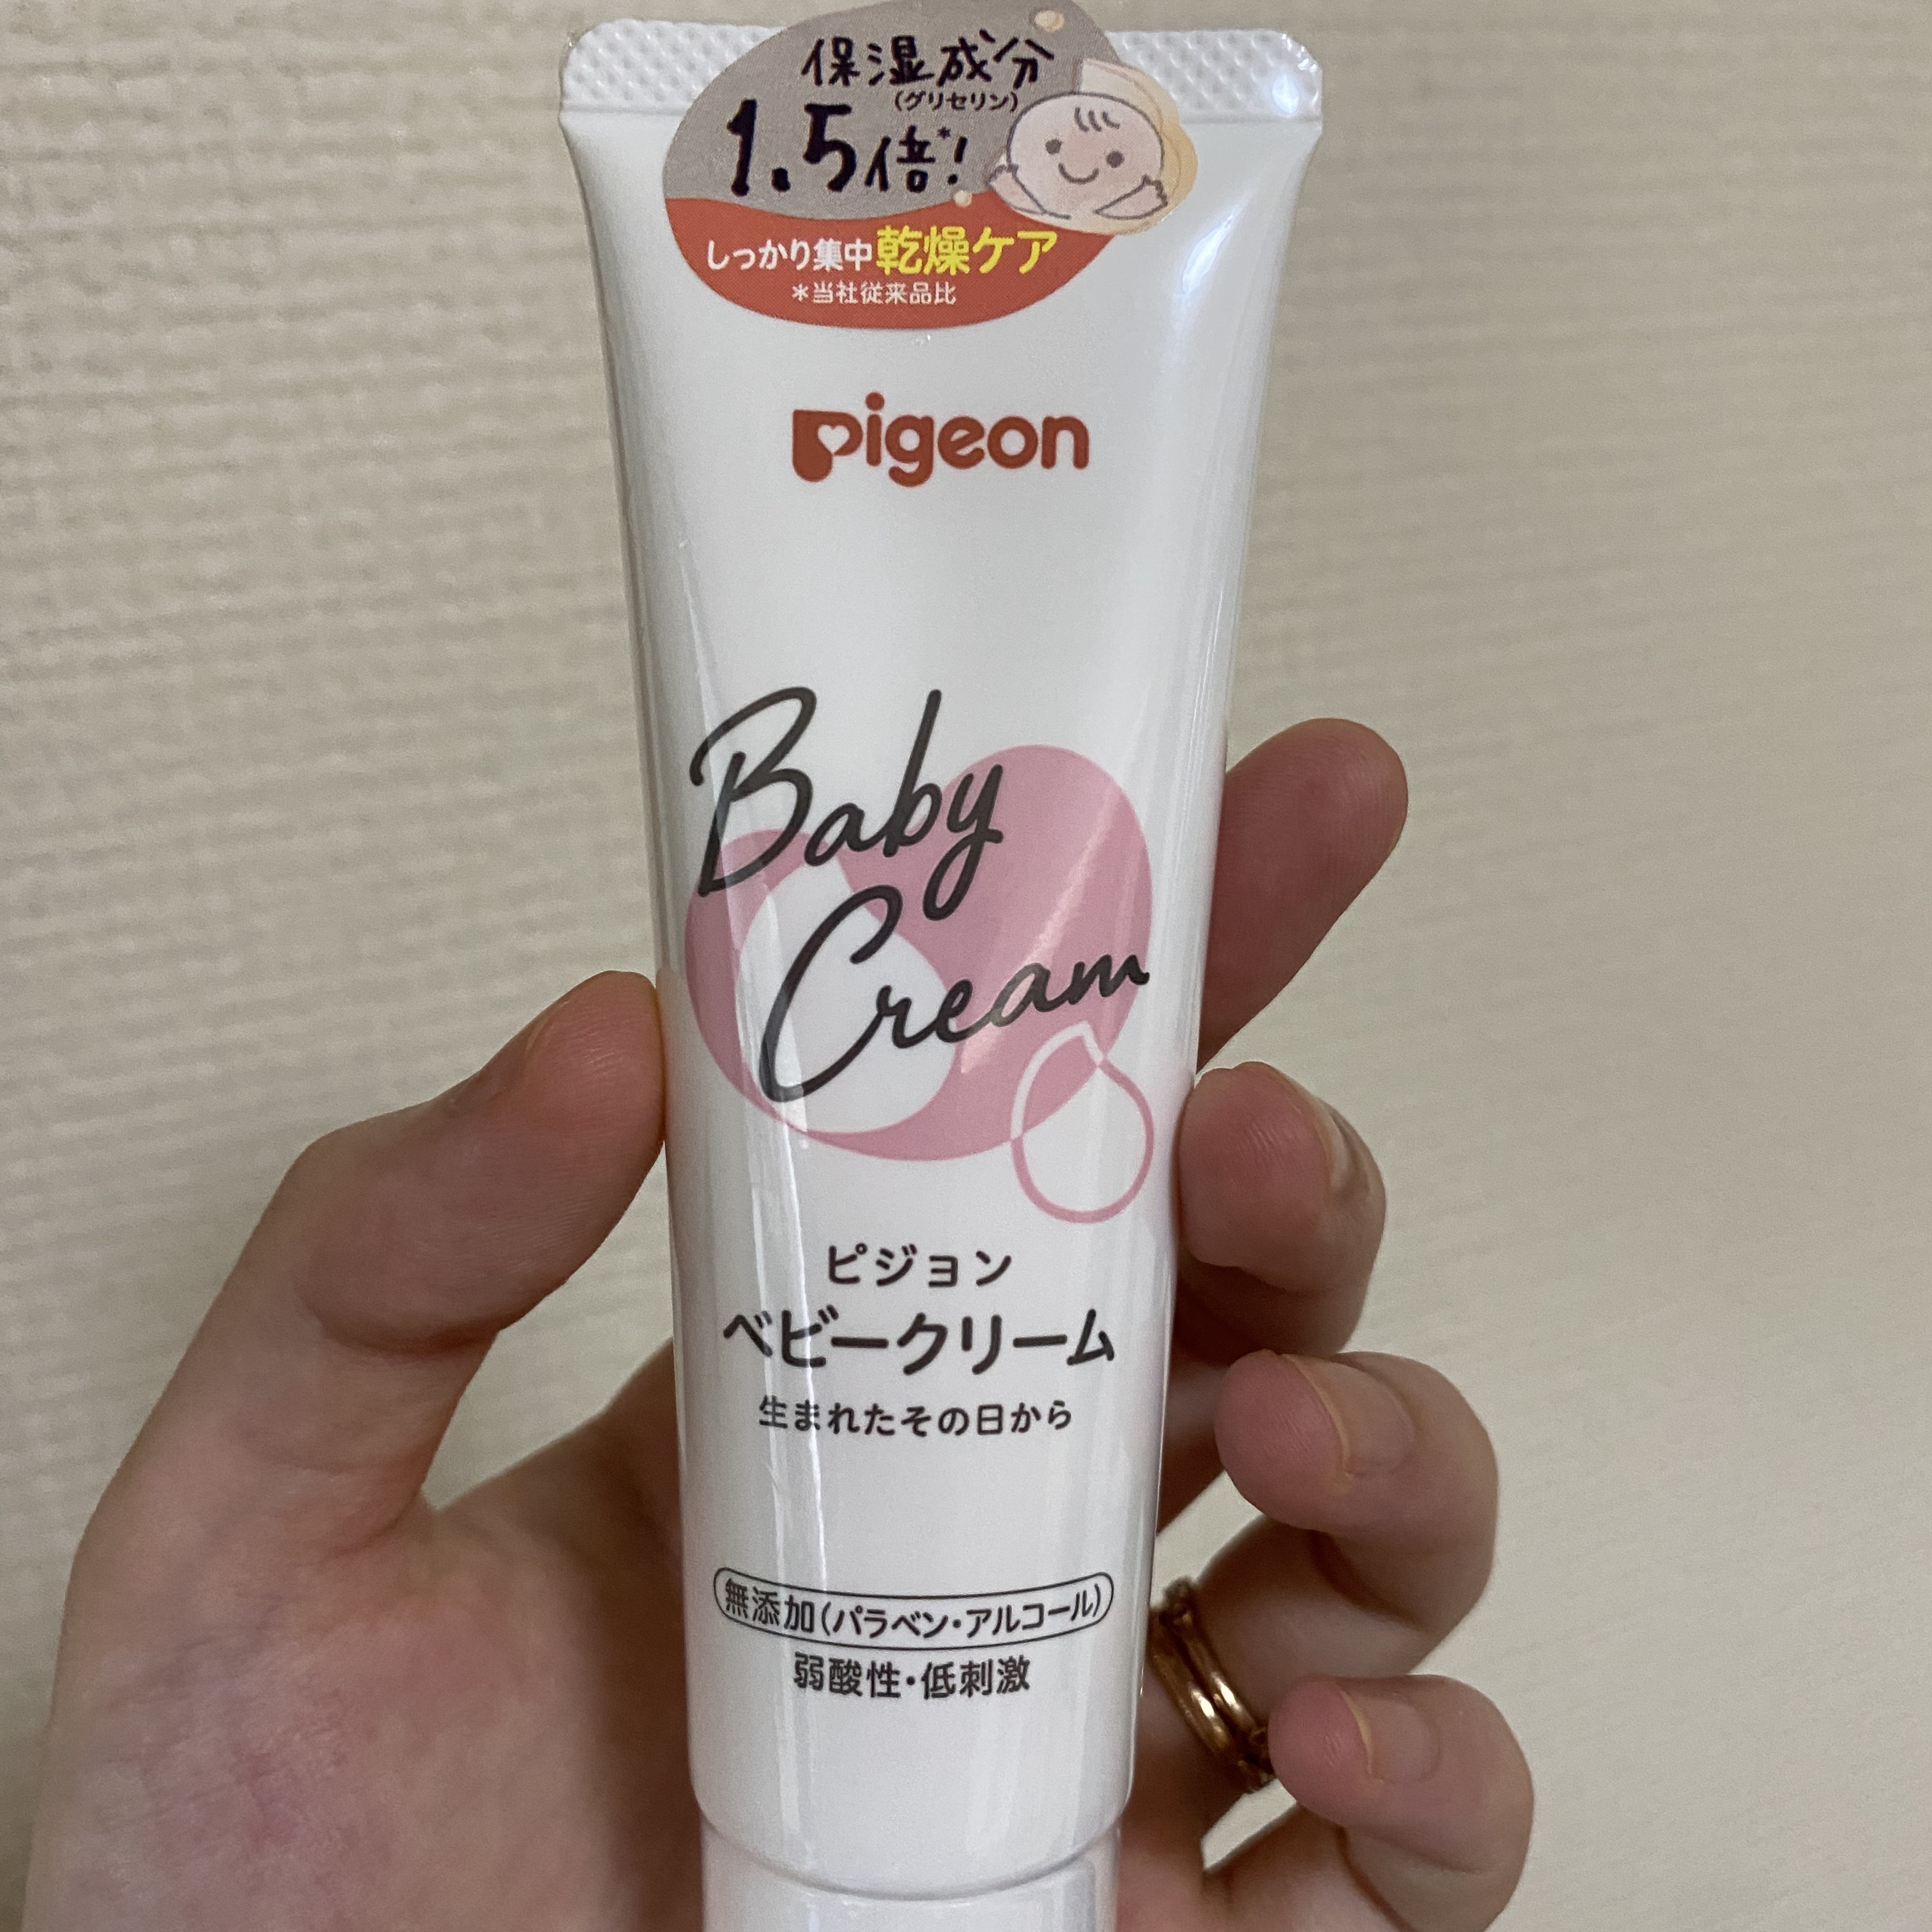 保湿成分
(グリセリン)
1.5倍*!
しっかり集中乾燥ケア
*当社従来品比
Pigeon
Baby
Cream
ピジョン
ベビークリーム
生まれたその日から
無添加(パラベン・アルコール)
弱酸性・低刺激